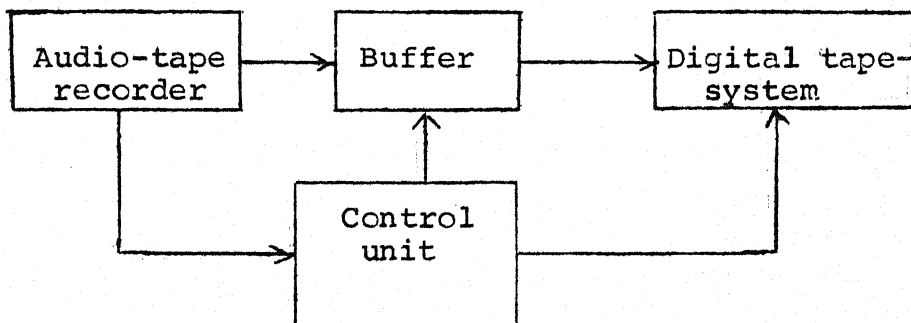 Audio-tape
recorder
Buffer
Digital tape-
system
Control
unit